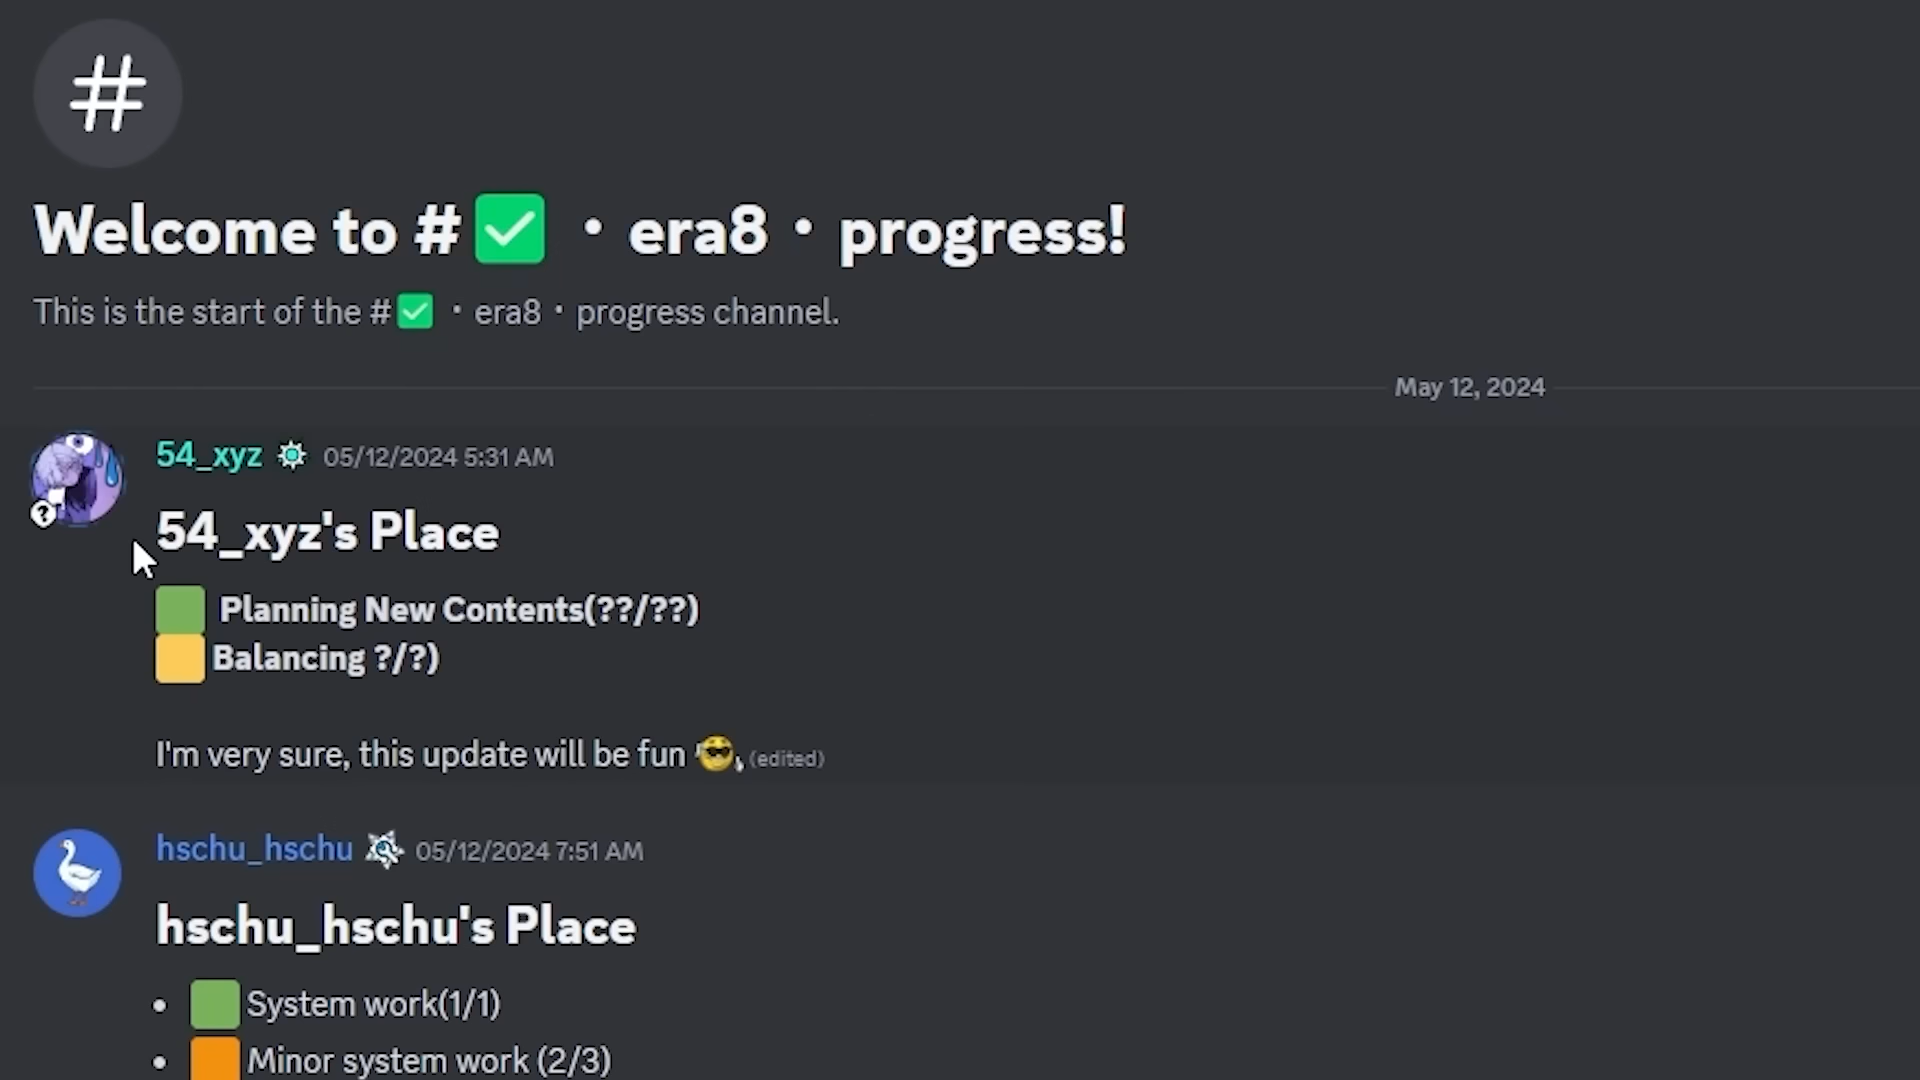 #
Welcome to #✅・era8・progress!
This is the start of the #✅・era8・progress channel.
May 12, 2024
54_xyz 05/12/2024 5:31 AM
?
54_xyz's Place
🟩 Planning New Contents(??/??)
🟨 Balancing ?/?)
I'm very sure, this update will be fun 😎 (edited)
hschu_hschu 05/12/2024 7:51 AM
hschu_hschu's Place
• 🟩 System work(1/1)
• 🟧 Minor system work (2/3)